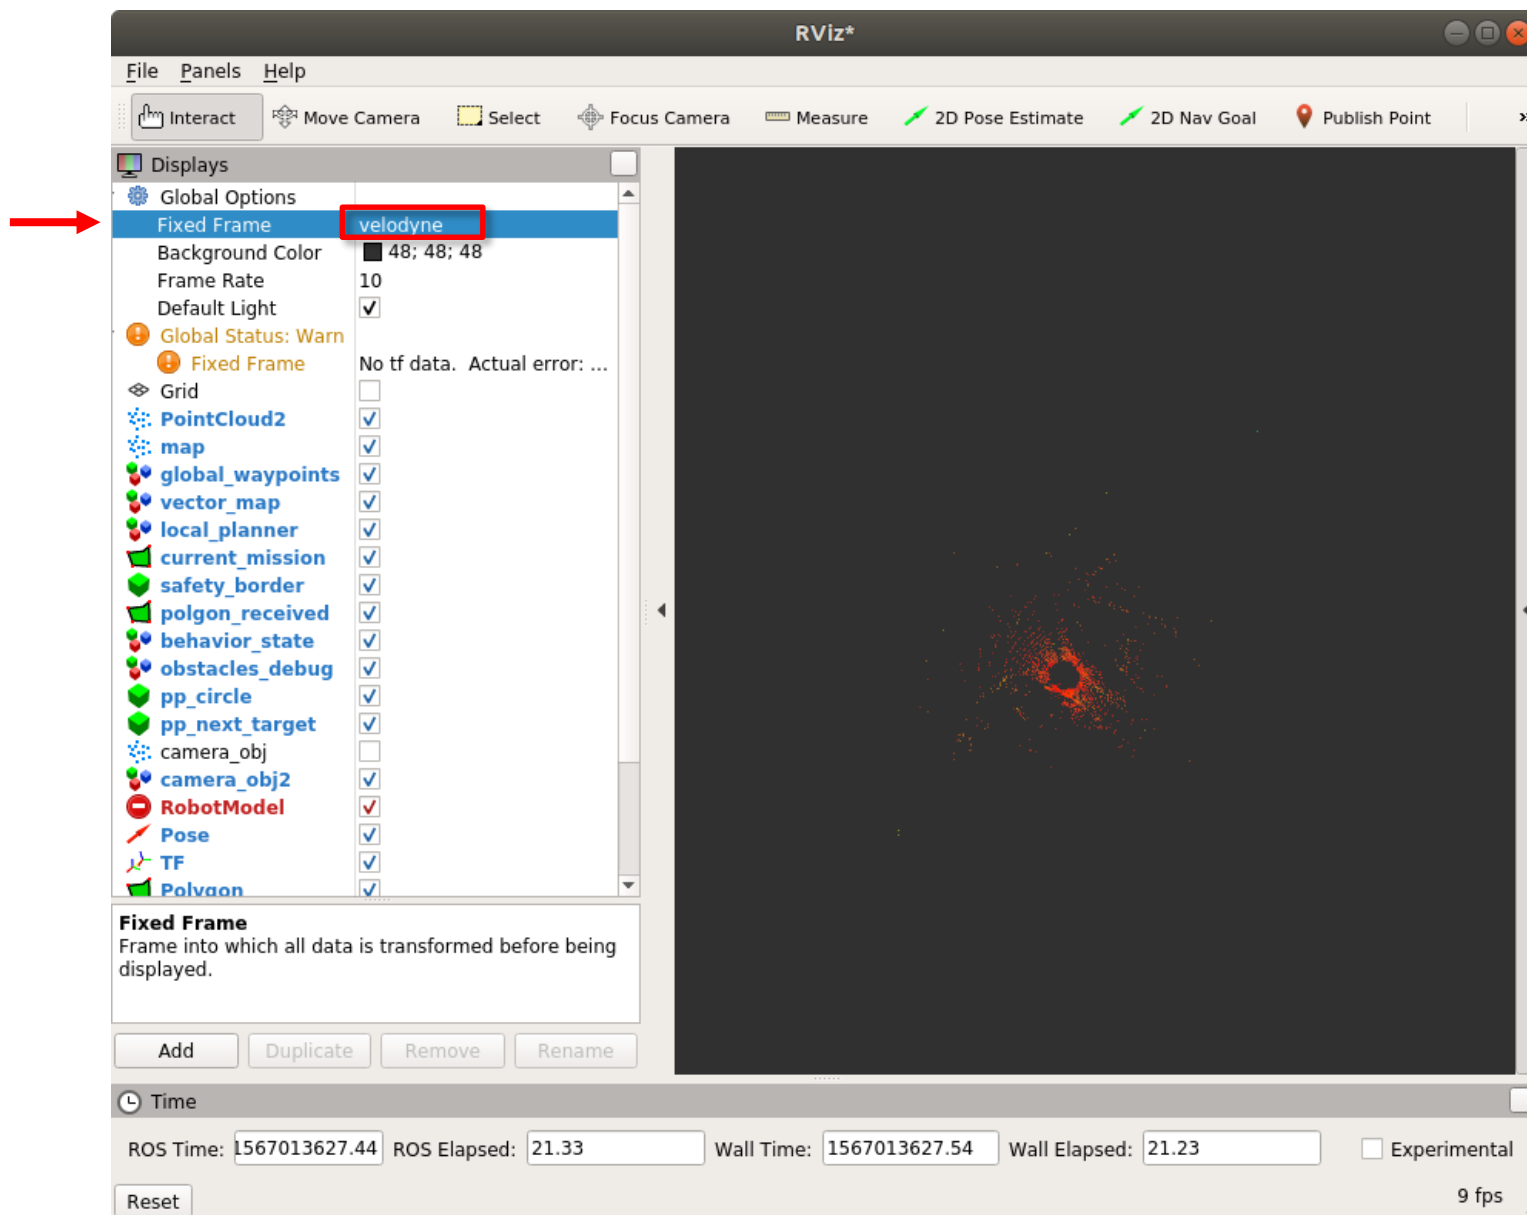 RViz*
File Panels Help
Interact Move Camera Select Focus Camera Measure 2D Pose Estimate 2D Nav Goal Publish Point »
Displays
Global Options
Fixed Frame velodyne
Background Color 48; 48; 48
Frame Rate 10
Default Light
Global Status: Warn
Fixed Frame No tf data. Actual error: ...
Grid
PointCloud2
map
global_waypoints
vector_map
local_planner
current_mission
safety_border
polgon_received
behavior_state
obstacles_debug
pp_circle
pp_next_target
camera_obj
camera_obj2
RobotModel
Pose
TF
Polygon
Fixed Frame
Frame into which all data is transformed before being
displayed.
Add Duplicate Remove Rename
Time
ROS Time: 1567013627.44 ROS Elapsed: 21.33 Wall Time: 1567013627.54 Wall Elapsed: 21.23 Experimental
Reset 9 fps